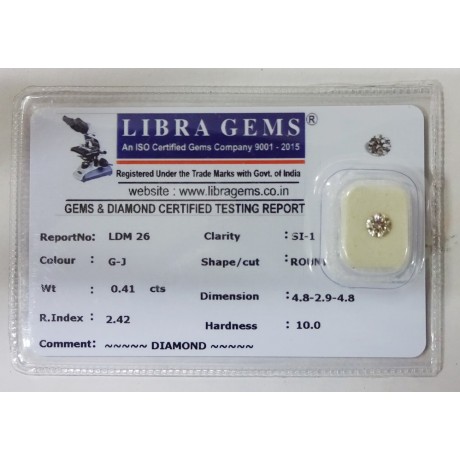 LIBRA GEMS®
An ISO Certified Gems Company 9001 - 2015
Registered Under the Trade Marks with Govt. of India
website : www.libragems.co.in
GEMS & DIAMOND CERTIFIED TESTING REPORT
ReportNo: LDM 26 Clarity : SI-1
Colour : G-J Shape/cut : ROUN
Wt : 0.41 cts Dimension : 4.8-2.9-4.8
R.Index : 2.42 Hardness : 10.0
Comment: ~~~~~ DIAMOND ~~~~~